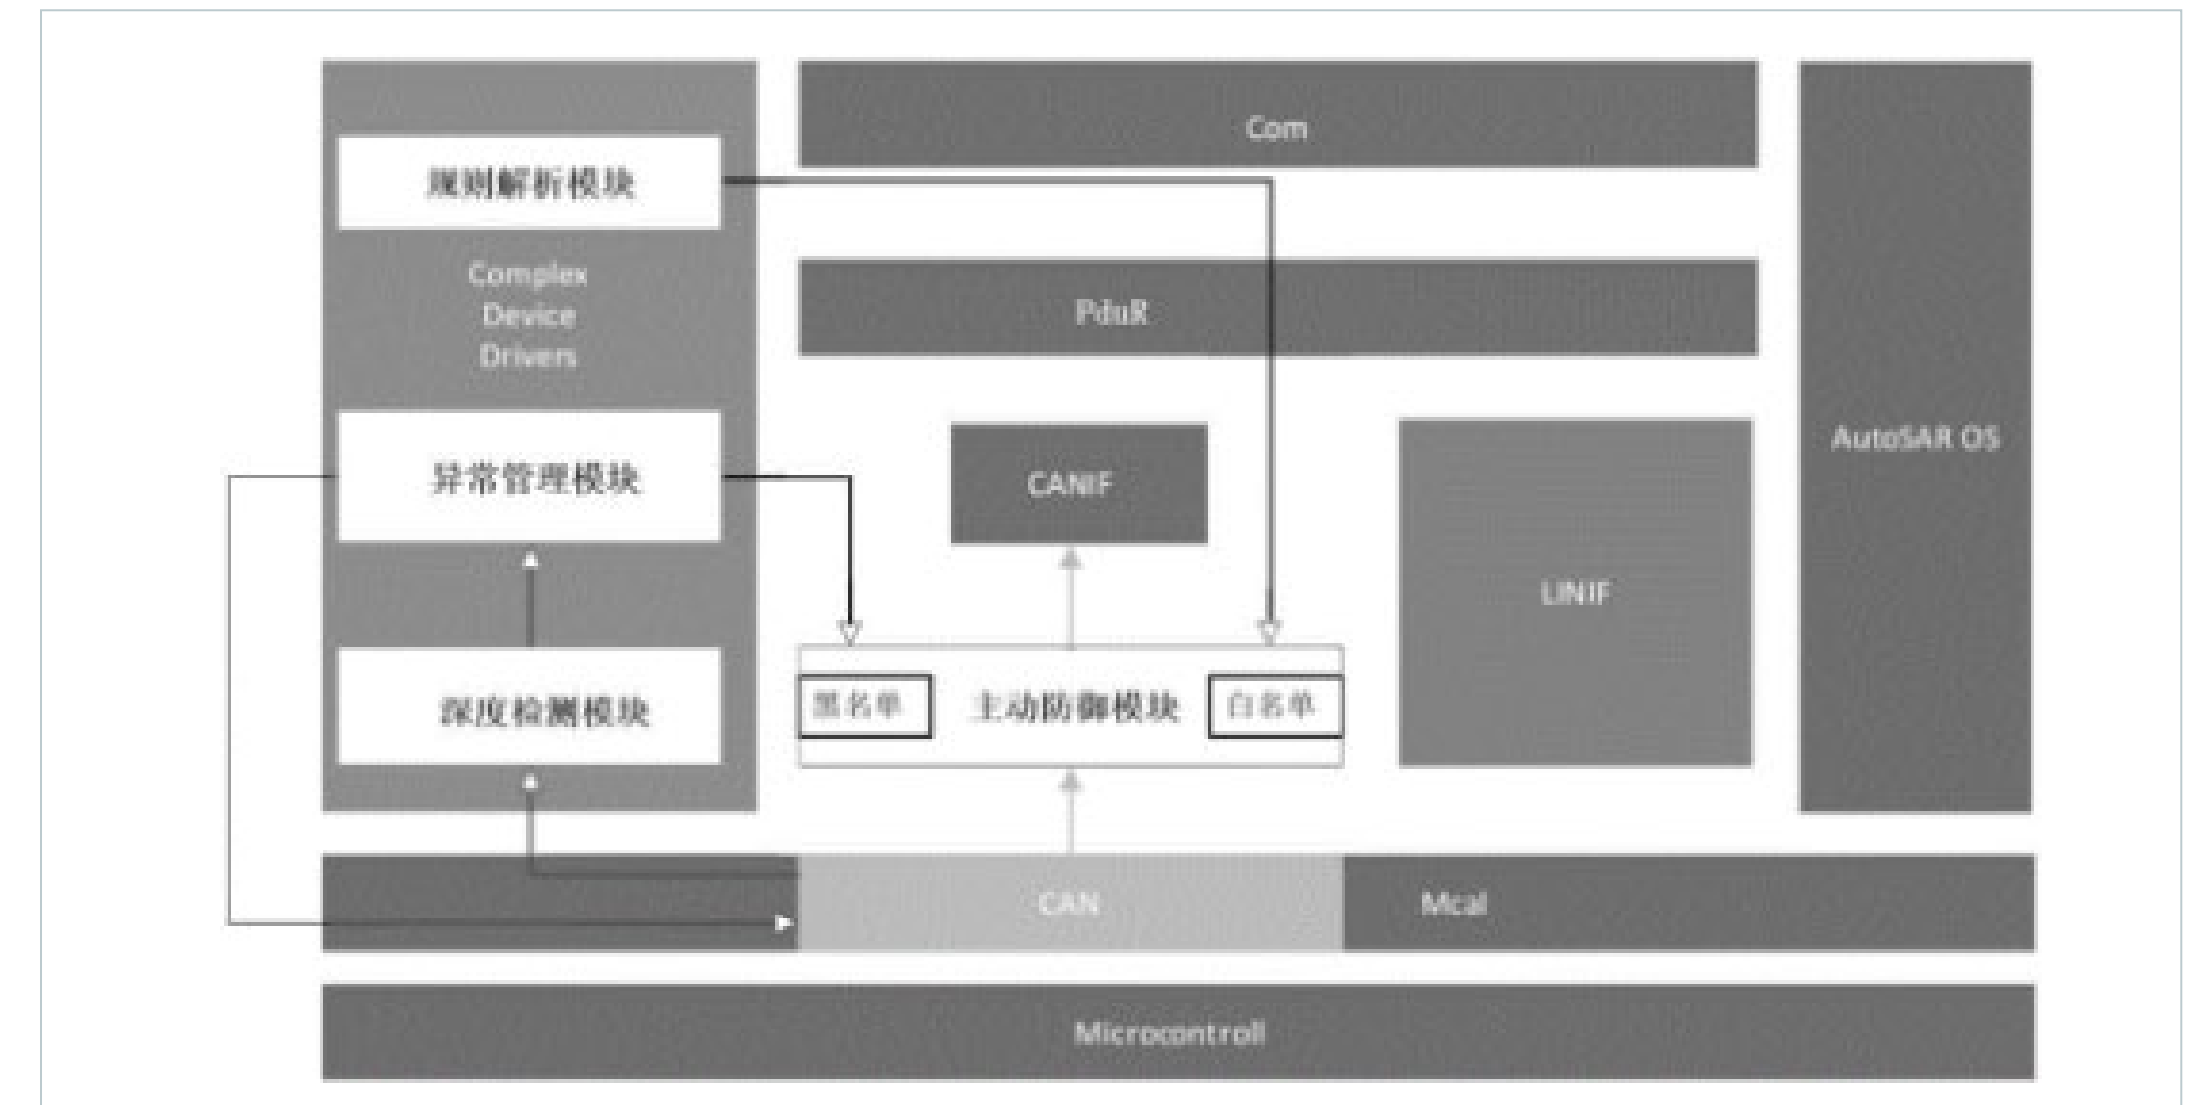 Com
规则解析模块
Complex
Device
Drivers
PduR
AutoSAR OS
异常管理模块
CANIF
LINIF
深度检测模块
黑名单
主动防御模块
白名单
CAN
Mcal
Microcontroll